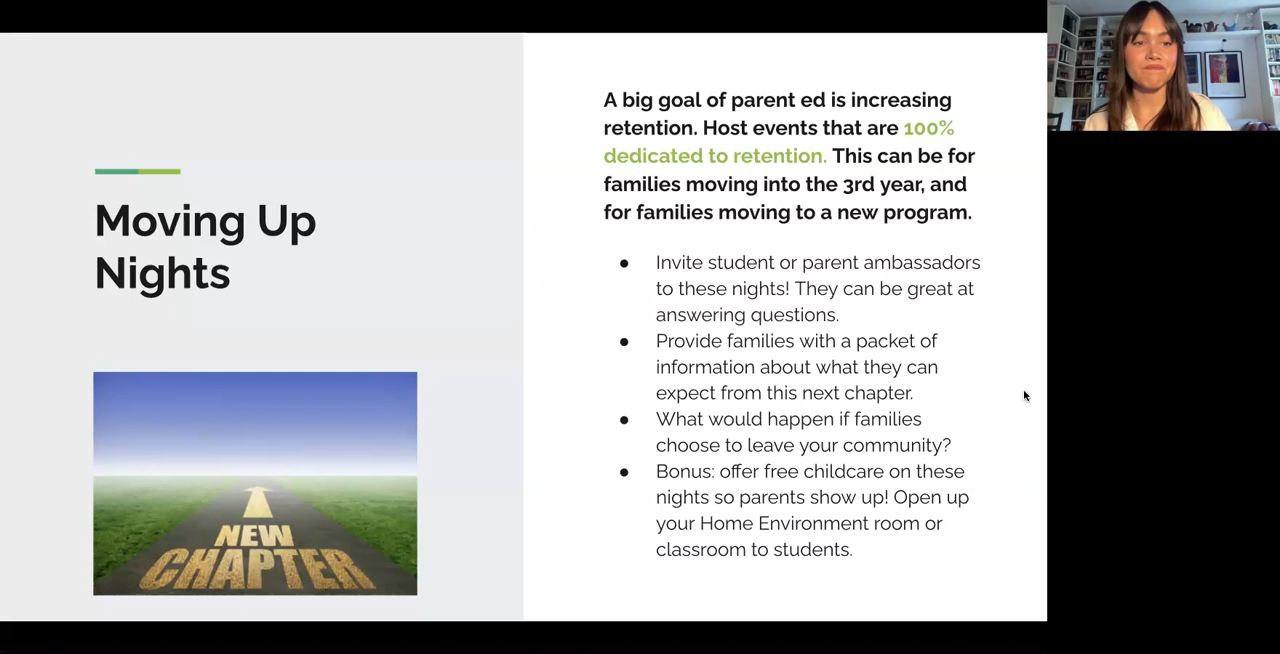 Moving Up
Nights
NEW
CHAPTER
A big goal of parent ed is increasing
retention. Host events that are 100%
dedicated to retention. This can be for
families moving into the 3rd year, and
for families moving to a new program.
● Invite student or parent ambassadors
to these nights! They can be great at
answering questions.
● Provide families with a packet of
information about what they can
expect from this next chapter.
● What would happen if families
choose to leave your community?
● Bonus: offer free childcare on these
nights so parents show up! Open up
your Home Environment room or
classroom to students.